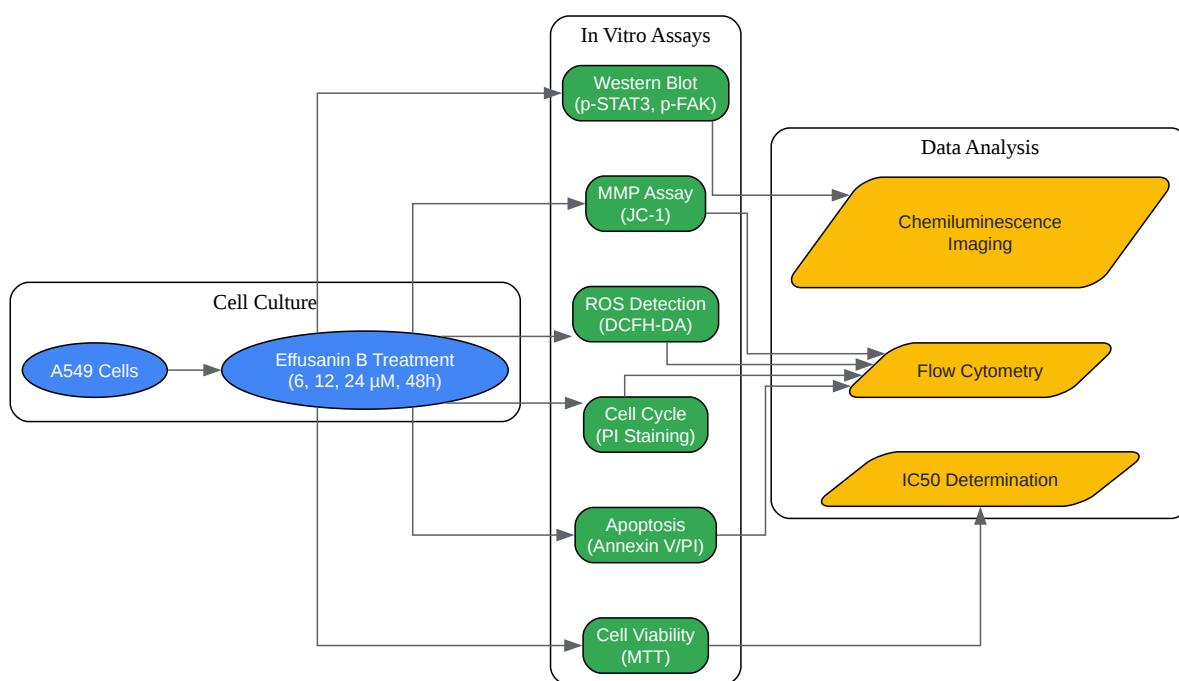 Cell Culture
A549 Cells
Effusanin B Treatment
(6, 12, 24 µM, 48h)
In Vitro Assays
Western Blot
(p-STAT3, p-FAK)
MMP Assay
(JC-1)
ROS Detection
(DCFH-DA)
Cell Cycle
(PI Staining)
Apoptosis
(Annexin V/PI)
Cell Viability
(MTT)
Data Analysis
Chemiluminescence
Imaging
Flow Cytometry
IC50 Determination